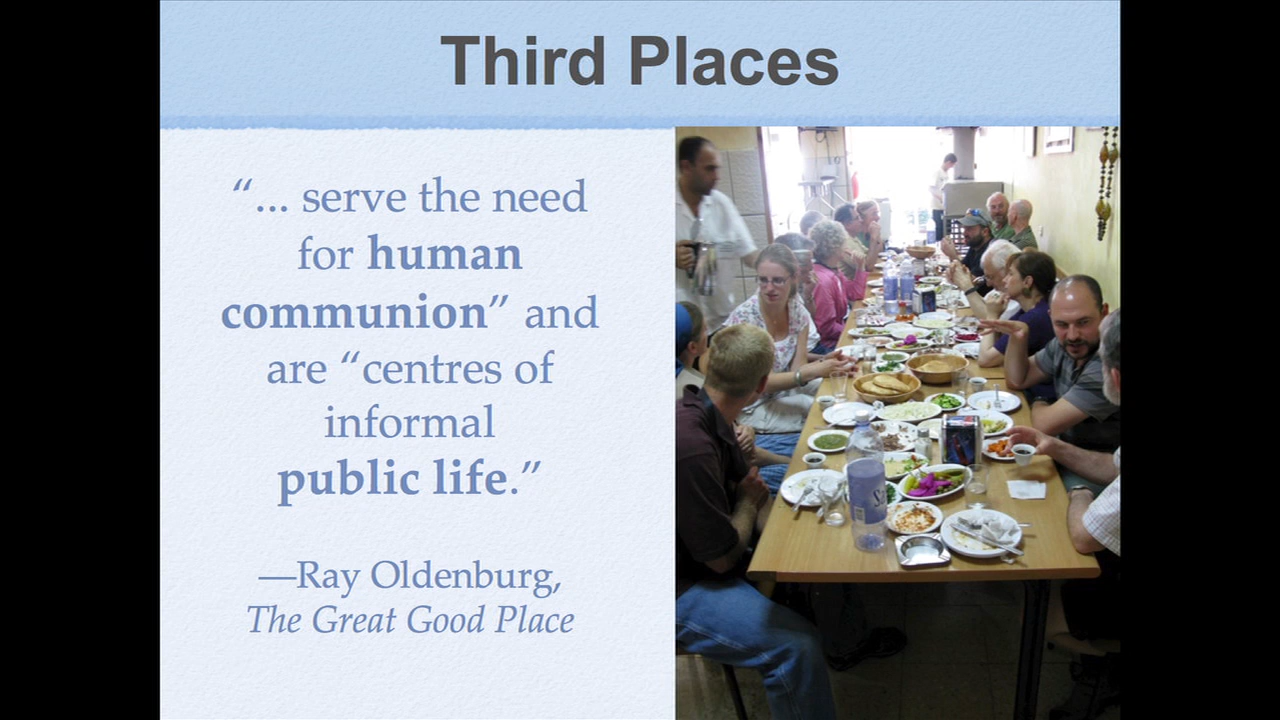 Third Places
“... serve the need
for human
communion” and
are “centres of
informal
public life.”
—Ray Oldenburg,
The Great Good Place